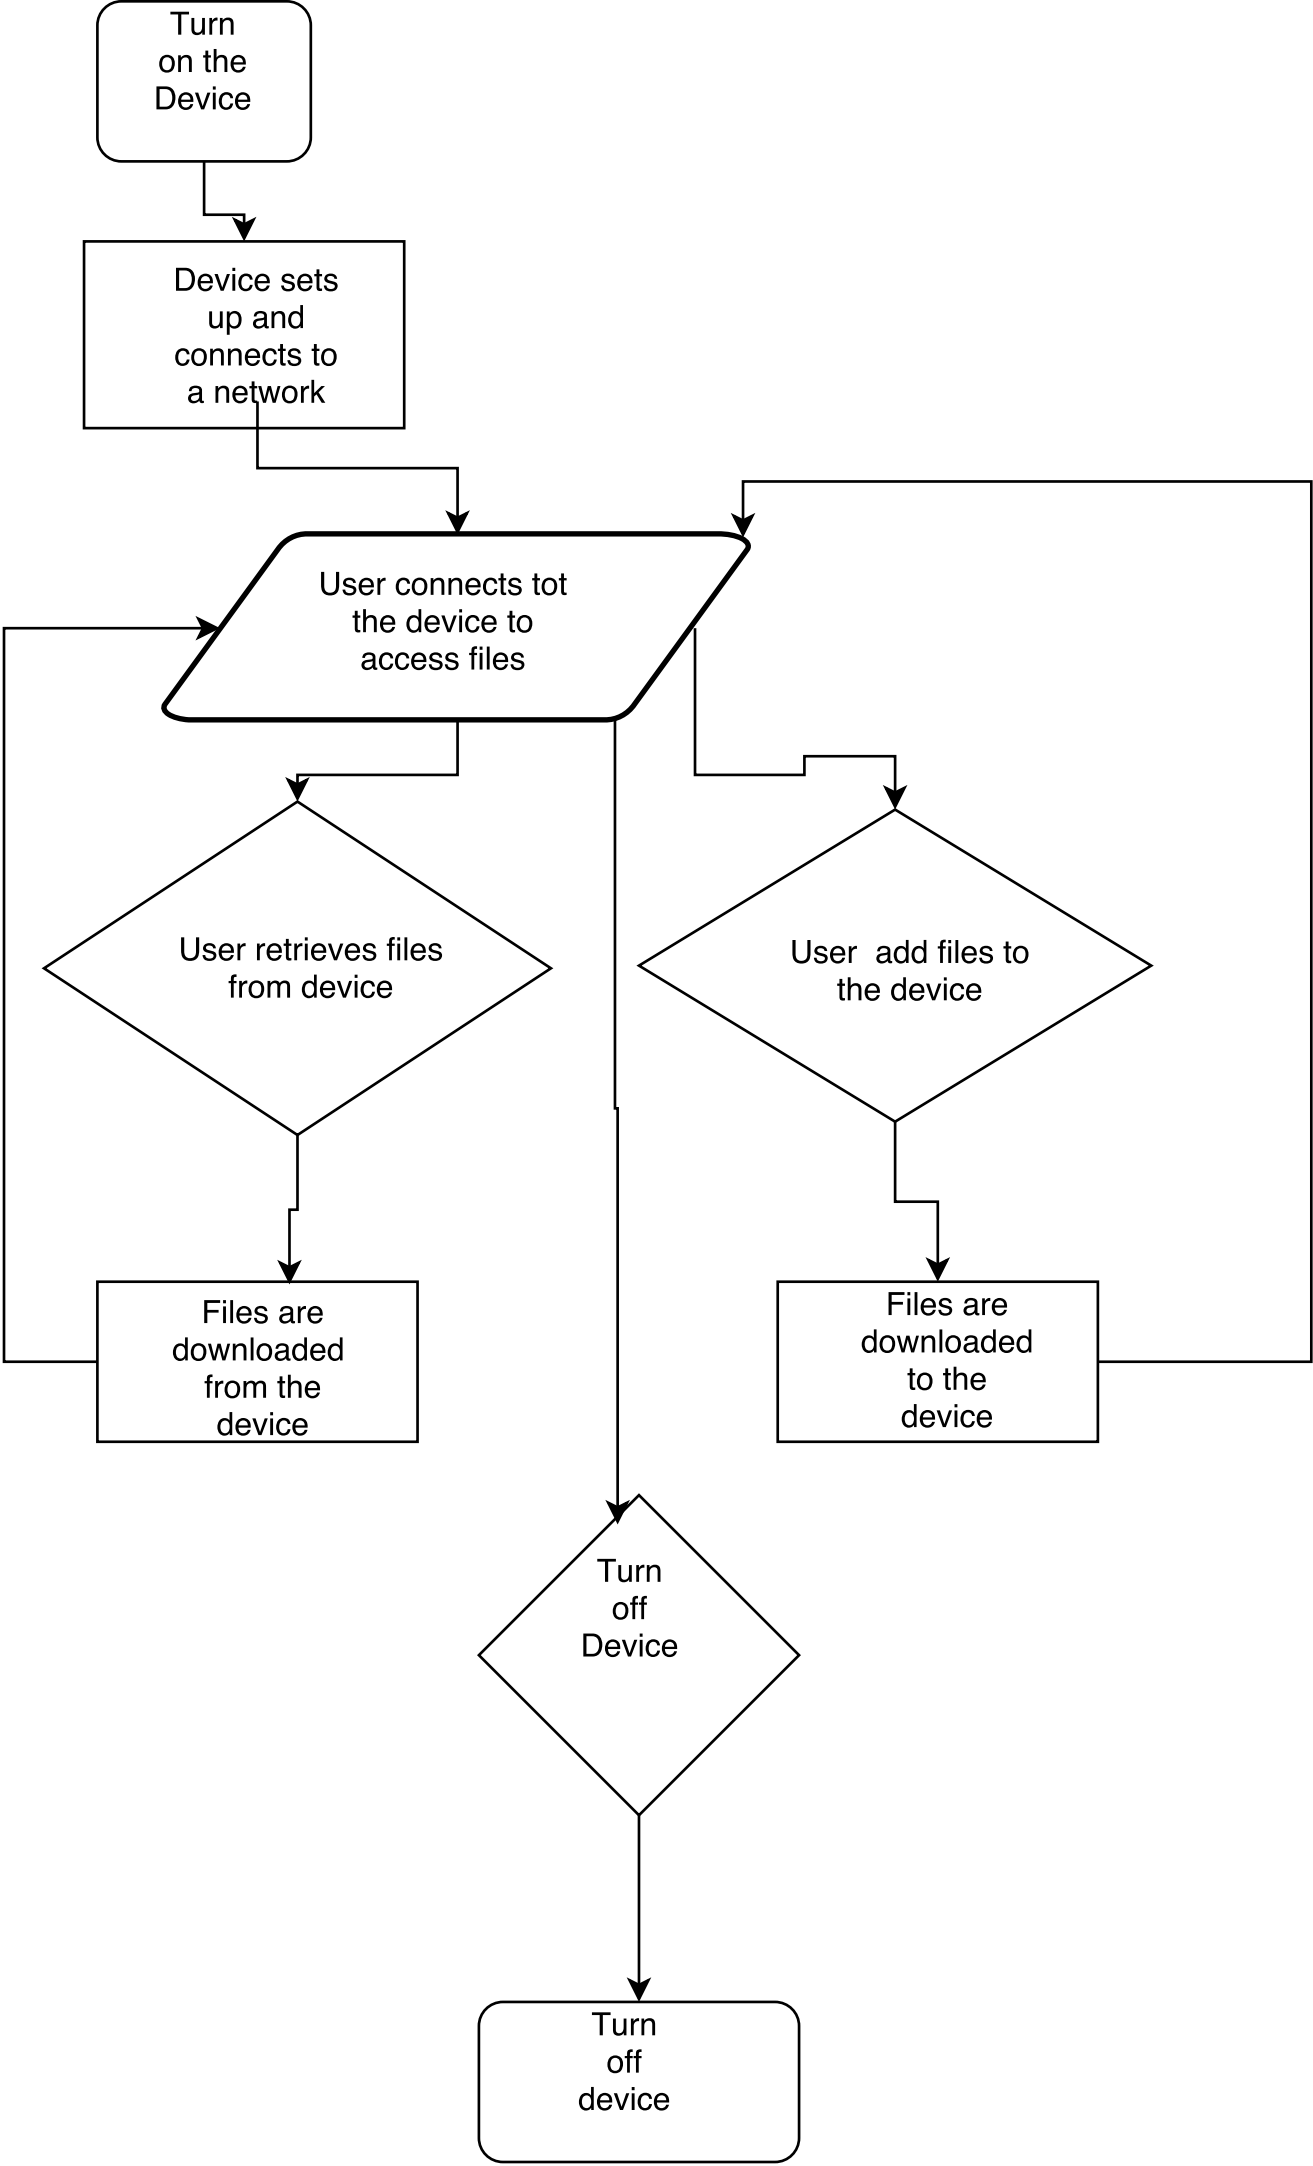 Turn
on the
Device
Device sets
up and
connects to
a network
User connects tot
the device to
access files
User retrieves files
from device
User  add files to
the device
Files are
downloaded
from the
device
Files are
downloaded
to the
device
Turn
off
Device
Turn
off
device